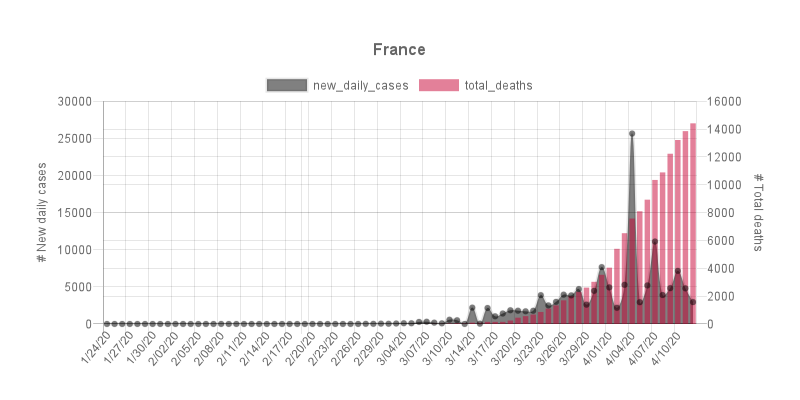 France
new_daily_cases total_deaths
30000 16000
25000 14000
20000 12000
15000 10000
10000 8000
5000 6000
0 4000
2000
0
# New daily cases
# Total deaths
1/24/20 1/27/20 1/30/20 2/02/20 2/05/20 2/08/20 2/11/20 2/14/20 2/17/20 2/20/20 2/23/20 2/26/20 2/29/20 3/04/20 3/07/20 3/10/20 3/14/20 3/17/20 3/20/20 3/23/20 3/26/20 3/29/20 4/01/20 4/04/20 4/07/20 4/10/20